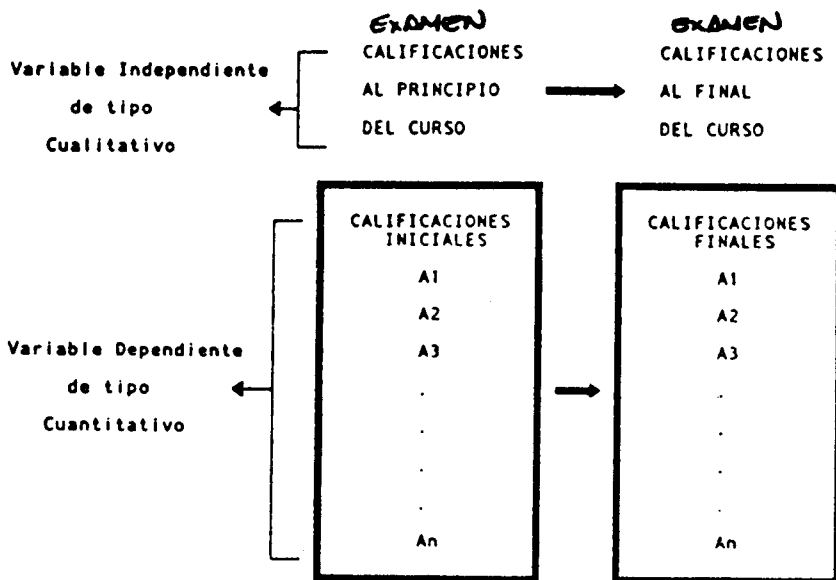 EXAMEN
CALIFICACIONES
AL PRINCIPIO
DEL CURSO
EXAMEN
CALIFICACIONES
AL FINAL
DEL CURSO
Variable Independiente
de tipo
Cualitativo
CALIFICACIONES
INICIALES
A1
A2
A3
.
.
.
.
An
CALIFICACIONES
FINALES
A1
A2
A3
.
.
.
.
An
Variable Dependiente
de tipo
Cuantitativo